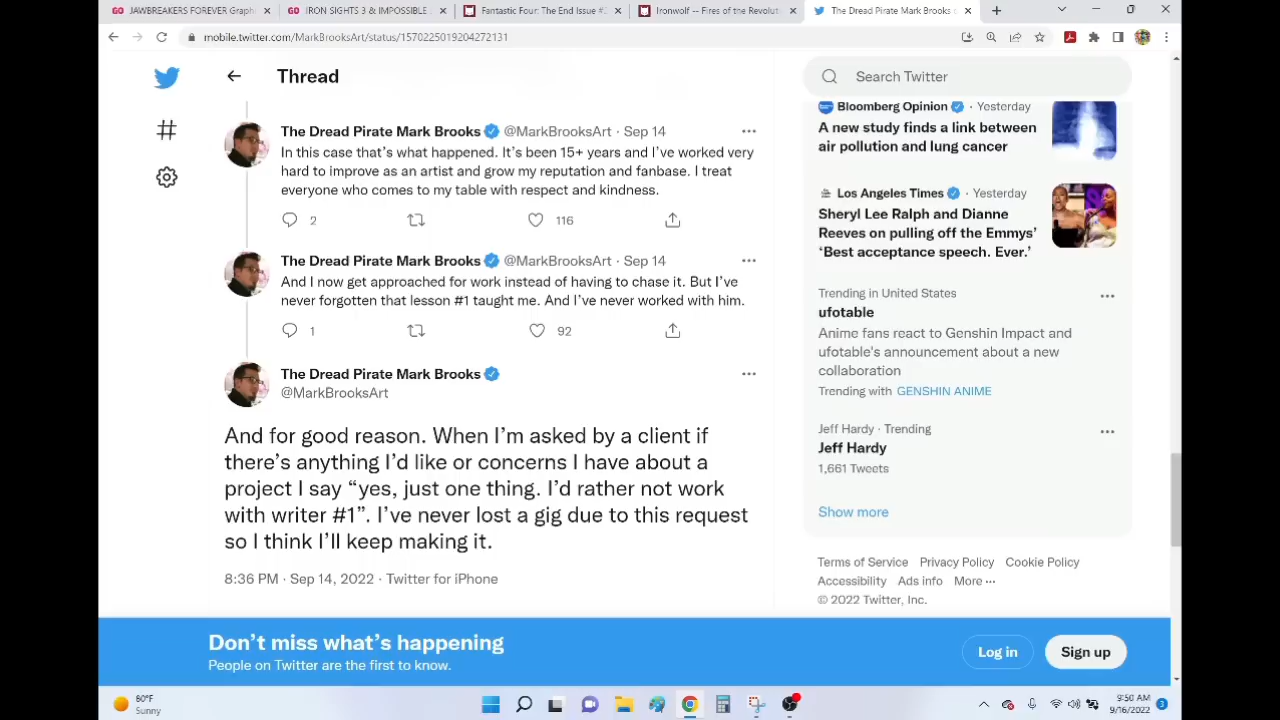 JAWBREAKERS FOREVER Graph
IRON SIGHTS 3 & IMPOSSIBLE
Fantastic Four: The End Issue #
Ironwolf -- Fires of the Revolut
The Dread Pirate Mark Brooks
mobile.twitter.com/MarkBrooksArt/status/1570225019204272131
Thread
The Dread Pirate Mark Brooks @MarkBrooksArt · Sep 14
In this case that’s what happened. It’s been 15+ years and I’ve worked very
hard to improve as an artist and grow my reputation and fanbase. I treat
everyone who comes to my table with respect and kindness.
2 116
The Dread Pirate Mark Brooks @MarkBrooksArt · Sep 14
And I now get approached for work instead of having to chase it. But I’ve
never forgotten that lesson #1 taught me. And I’ve never worked with him.
1 92
The Dread Pirate Mark Brooks
@MarkBrooksArt
And for good reason. When I’m asked by a client if
there’s anything I’d like or concerns I have about a
project I say “yes, just one thing. I’d rather not work
with writer #1”. I’ve never lost a gig due to this request
so I think I’ll keep making it.
8:36 PM · Sep 14, 2022 · Twitter for iPhone
Search Twitter
Bloomberg Opinion · Yesterday
A new study finds a link between
air pollution and lung cancer
Los Angeles Times · Yesterday
Sheryl Lee Ralph and Dianne
Reeves on pulling off the Emmys’
‘Best acceptance speech. Ever.’
Trending in United States
ufotable
Anime fans react to Genshin Impact and
ufotable's announcement about a new
collaboration
Trending with GENSHIN ANIME
Jeff Hardy · Trending
Jeff Hardy
1,661 Tweets
Show more
Terms of Service Privacy Policy Cookie Policy
Accessibility Ads info More ···
© 2022 Twitter, Inc.
Don’t miss what’s happening
People on Twitter are the first to know.
Log in
Sign up
Sunny
9:50 AM
9/16/2022
3